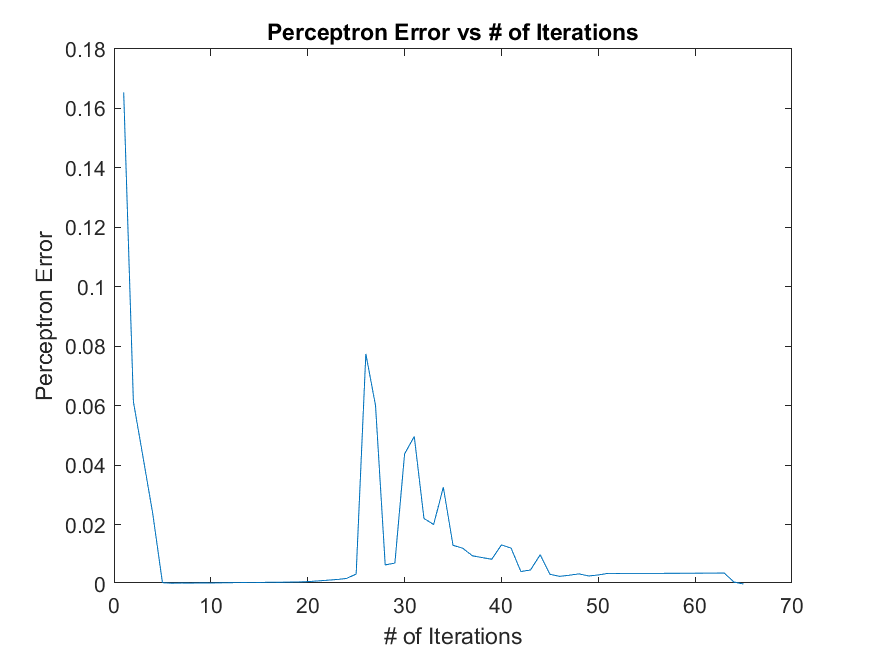 Perceptron Error vs # of Iterations
0.18
0.16
0.14
0.12
0.1
0.08
0.06
0.04
0.02
0
Perceptron Error
0 10 20 30 40 50 60 70
# of Iterations